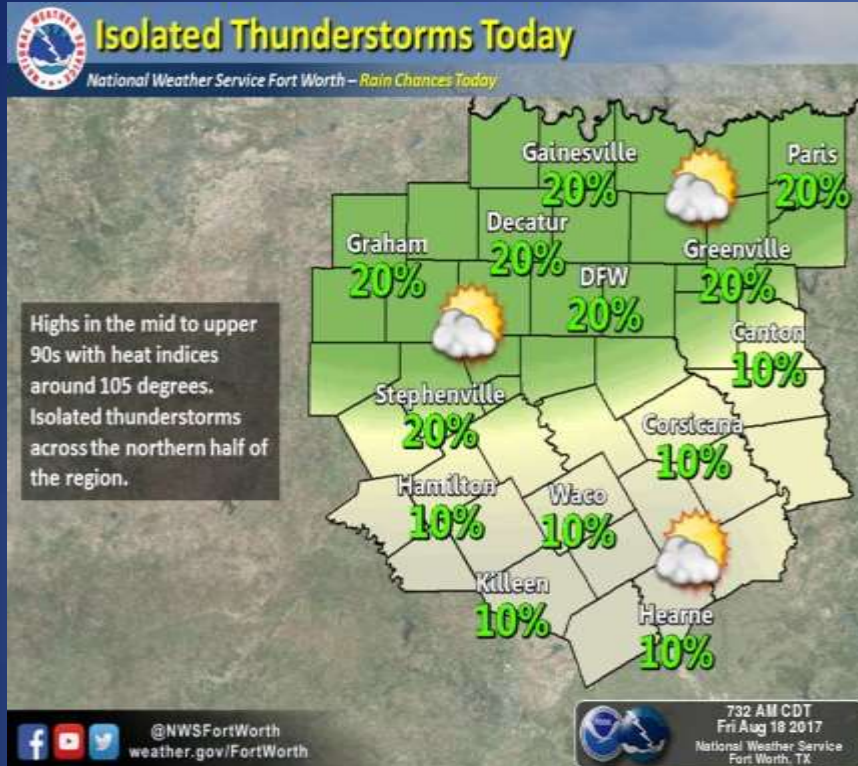 Isolated Thunderstorms Today
National Weather Service Fort Worth – Rain Chances Today
Gainesville
20%
Paris
20%
Decatur
20%
Graham
20%
Greenville
20%
DFW
20%
Highs in the mid to upper
90s with heat indices
around 105 degrees.
Isolated thunderstorms
across the northern half of
the region.
Canton
10%
Stephenville
20%
Corsicana
10%
Hamilton
10%
Waco
10%
Killeen
10%
Hearne
10%
@NWSFortWorth
weather.gov/FortWorth
732 AM CDT
Fri Aug 18 2017
National Weather Service
Fort Worth, TX